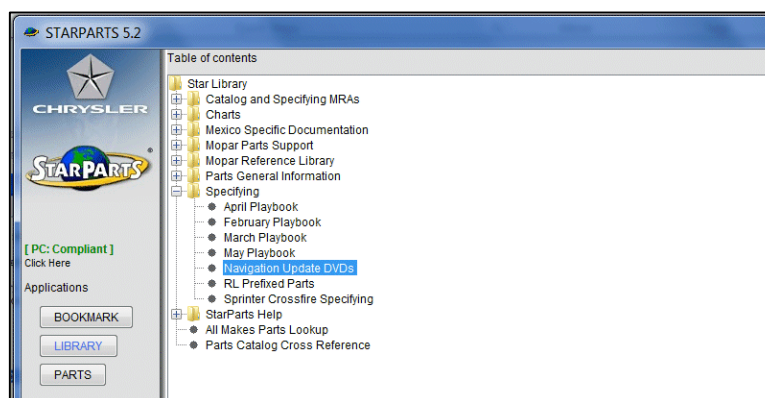 STARPARTS 5.2
CHRYSLER
STARPARTS
[ PC: Compliant ]
Click Here
Applications
BOOKMARK
LIBRARY
PARTS
Table of contents
Star Library
Catalog and Specifying MRAs
Charts
Mexico Specific Documentation
Mopar Parts Support
Mopar Reference Library
Parts General Information
Specifying
April Playbook
February Playbook
March Playbook
May Playbook
Navigation Update DVDs
RL Prefixed Parts
Sprinter Crossfire Specifying
StarParts Help
All Makes Parts Lookup
Parts Catalog Cross Reference